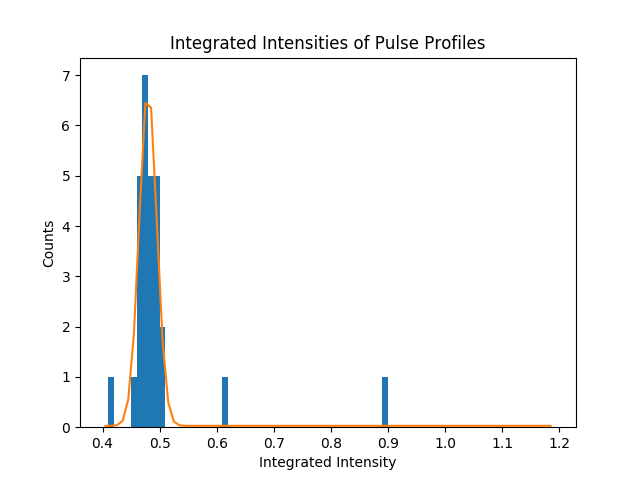 Integrated Intensities of Pulse Profiles
7
6
5
4
3
2
1
0
Counts
0.4 0.5 0.6 0.7 0.8 0.9 1.0 1.1 1.2
Integrated Intensity